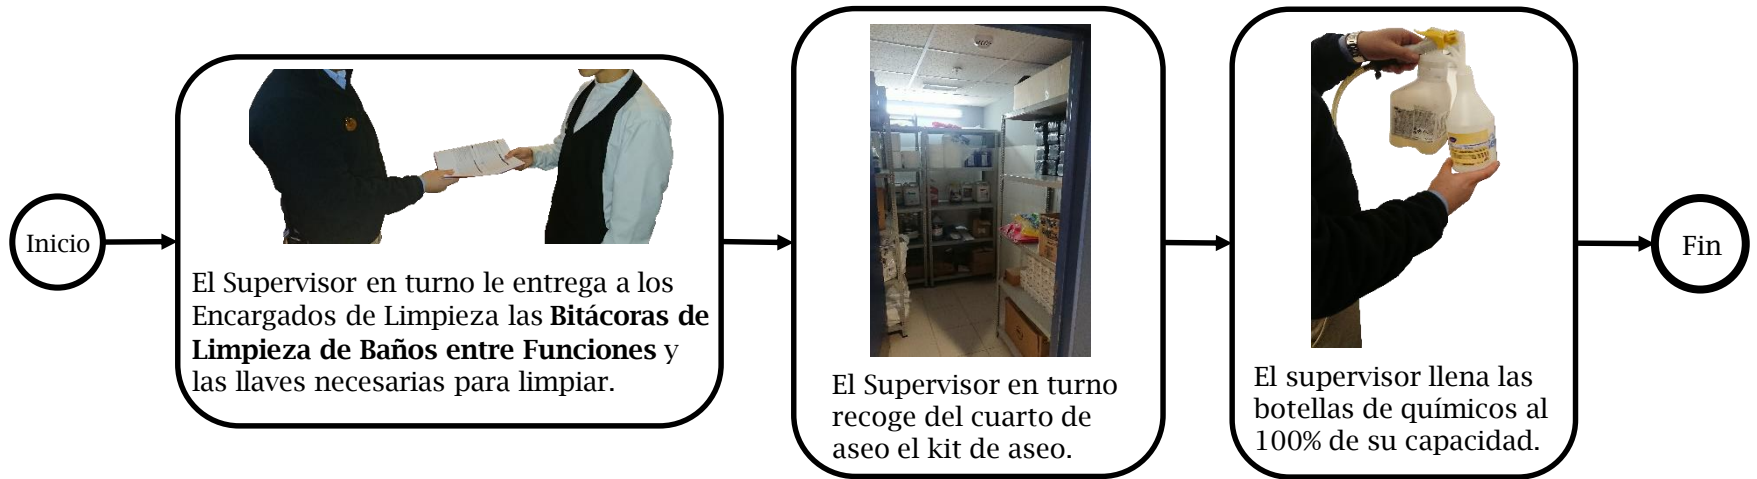 Inicio
El Supervisor en turno le entrega a los
Encargados de Limpieza las Bitácoras de
Limpieza de Baños entre Funciones y
las llaves necesarias para limpiar.
El Supervisor en turno
recoge del cuarto de
aseo el kit de aseo.
El supervisor llena las
botellas de químicos al
100% de su capacidad.
Fin